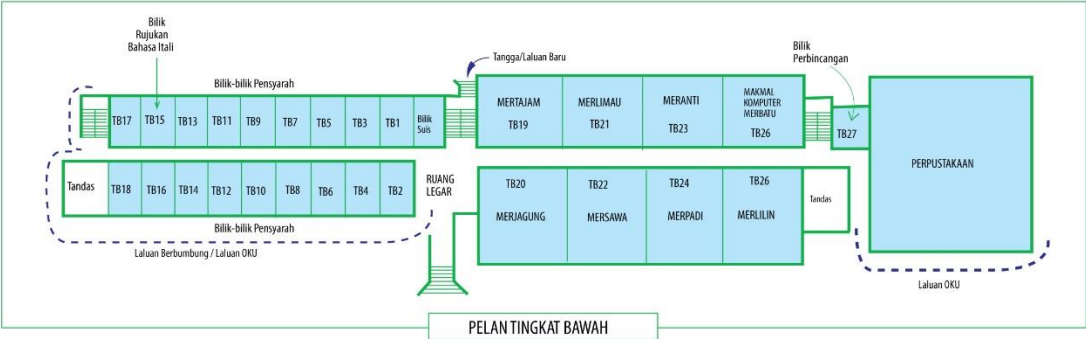 Bilik
Rujukan
Bahasa Itali
Bilik-bilik Pensyarah
Tangga/Laluan Baru
Bilik
Perbincangan
TB17 TB15 TB13 TB11 TB9 TB7 TB5 TB3 TB1
Bilik
Suis
MERTAJAM
TB19
MERLIMAU
TB21
MERANTI
TB23
MAKMAL
KOMPUTER
MERBATU
TB26
TB27
PERPUSTAKAAN
Tandas
TB18 TB16 TB14 TB12 TB10 TB8 TB6 TB4 TB2
RUANG
LEGAR
TB20
MERJAGUNG
TB22
MERSAWA
TB24
MERPADI
TB26
MERLILIN
Tandas
Bilik-bilik Pensyarah
Laluan Berbumbung / Laluan OKU
Laluan OKU
PELAN TINGKAT BAWAH